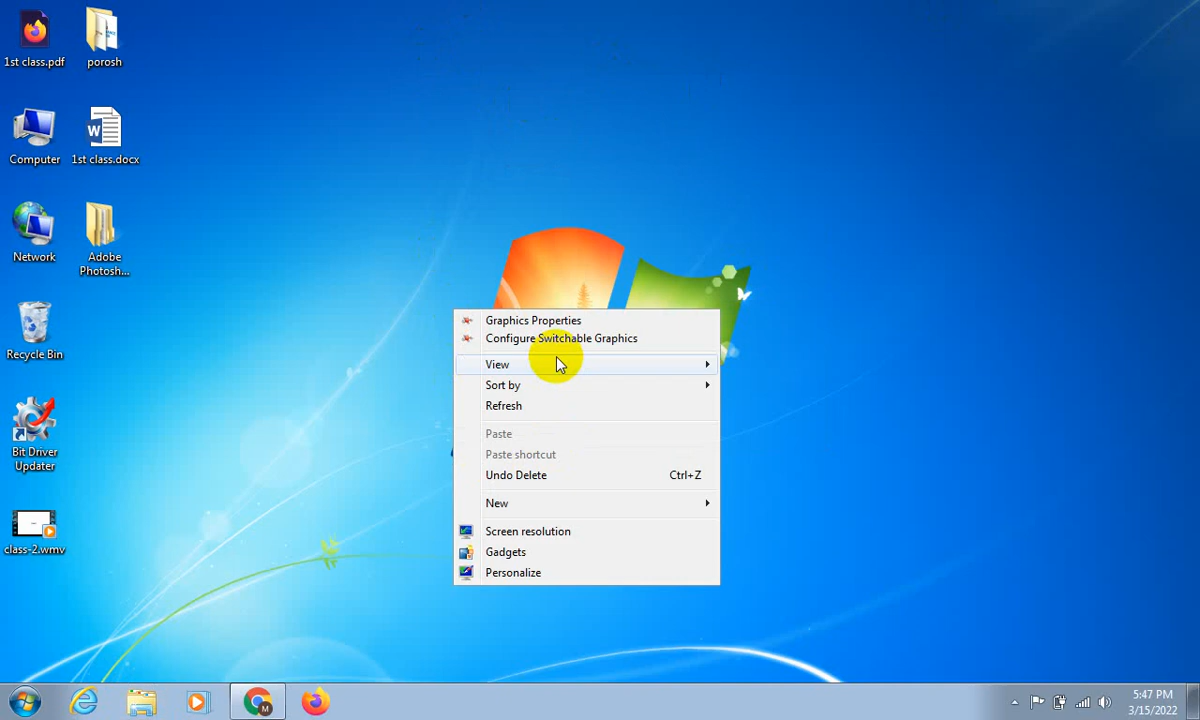 1st class.pdf
porosh
Computer
1st class.docx
Network
Adobe
Photosh...
Recycle Bin
Bit Driver
Updater
class-2.wmv
Graphics Properties
Configure Switchable Graphics
View
Sort by
Refresh
Paste
Paste shortcut
Undo Delete Ctrl+Z
New
Screen resolution
Gadgets
Personalize
M
5:47 PM
3/15/2022